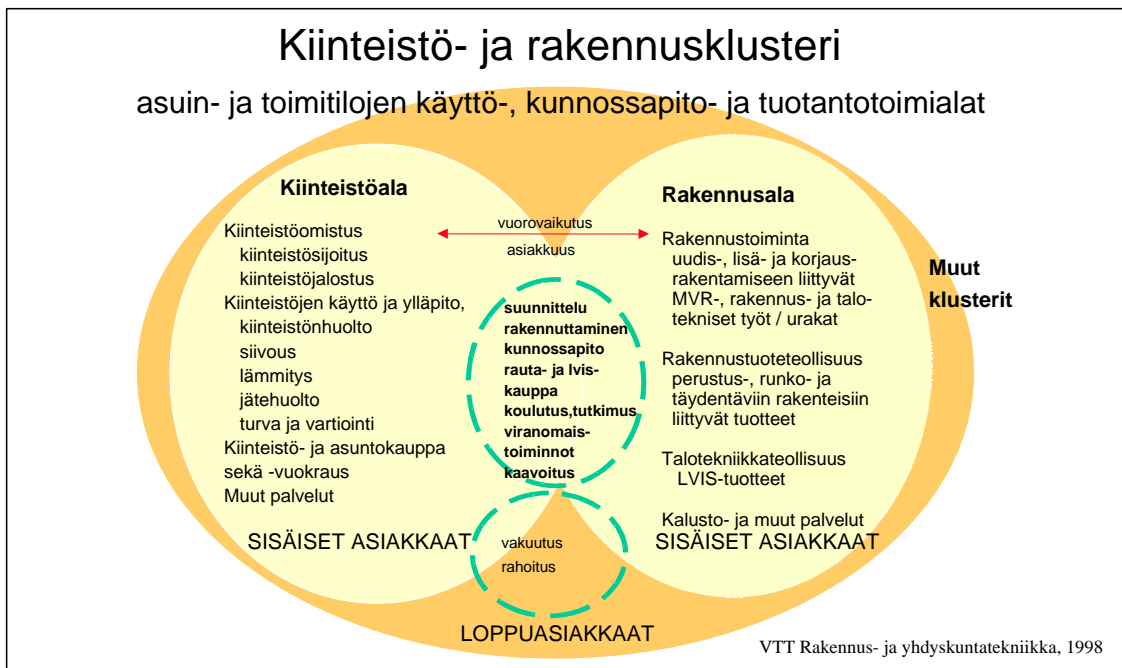 Kiinteistö- ja rakennusklusteri
asuin- ja toimitilojen käyttö-, kunnossapito- ja tuotantotoimialat
Kiinteistöala
Kiinteistöomistus
kiinteistösijoitus
kiinteistöjalostus
Kiinteistöjen käyttö ja ylläpito,
kiinteistönhuolto
siivous
lämmitys
jätehuolto
turva ja vartiointi
Kiinteistö- ja asuntokauppa
sekä -vuokraus
Muut palvelut
SISÄISET ASIAKKAAT
vuorovaikutus
asiakkuus
suunnittelu
rakennuttaminen
kunnossapito
rauta- ja lvis-
kauppa
koulutus,tutkimus
viranomais-
toiminnot
kaavoitus
vakuutus
rahoitus
Rakennusala
Rakennustoiminta
uudis-, lisä- ja korjaus-
rakentamiseen liittyvät
MVR-, rakennus- ja talo-
tekniset työt / urakat
Rakennustuoteteollisuus
perustus-, runko- ja
täydentäviin rakenteisiin
liittyvät tuotteet
Talotekniikkateollisuus
LVIS-tuotteet
Kalusto- ja muut palvelut
SISÄISET ASIAKKAAT
Muut
klusterit
LOPPUASIAKKAAT
VTT Rakennus- ja yhdyskuntatekniikka, 1998